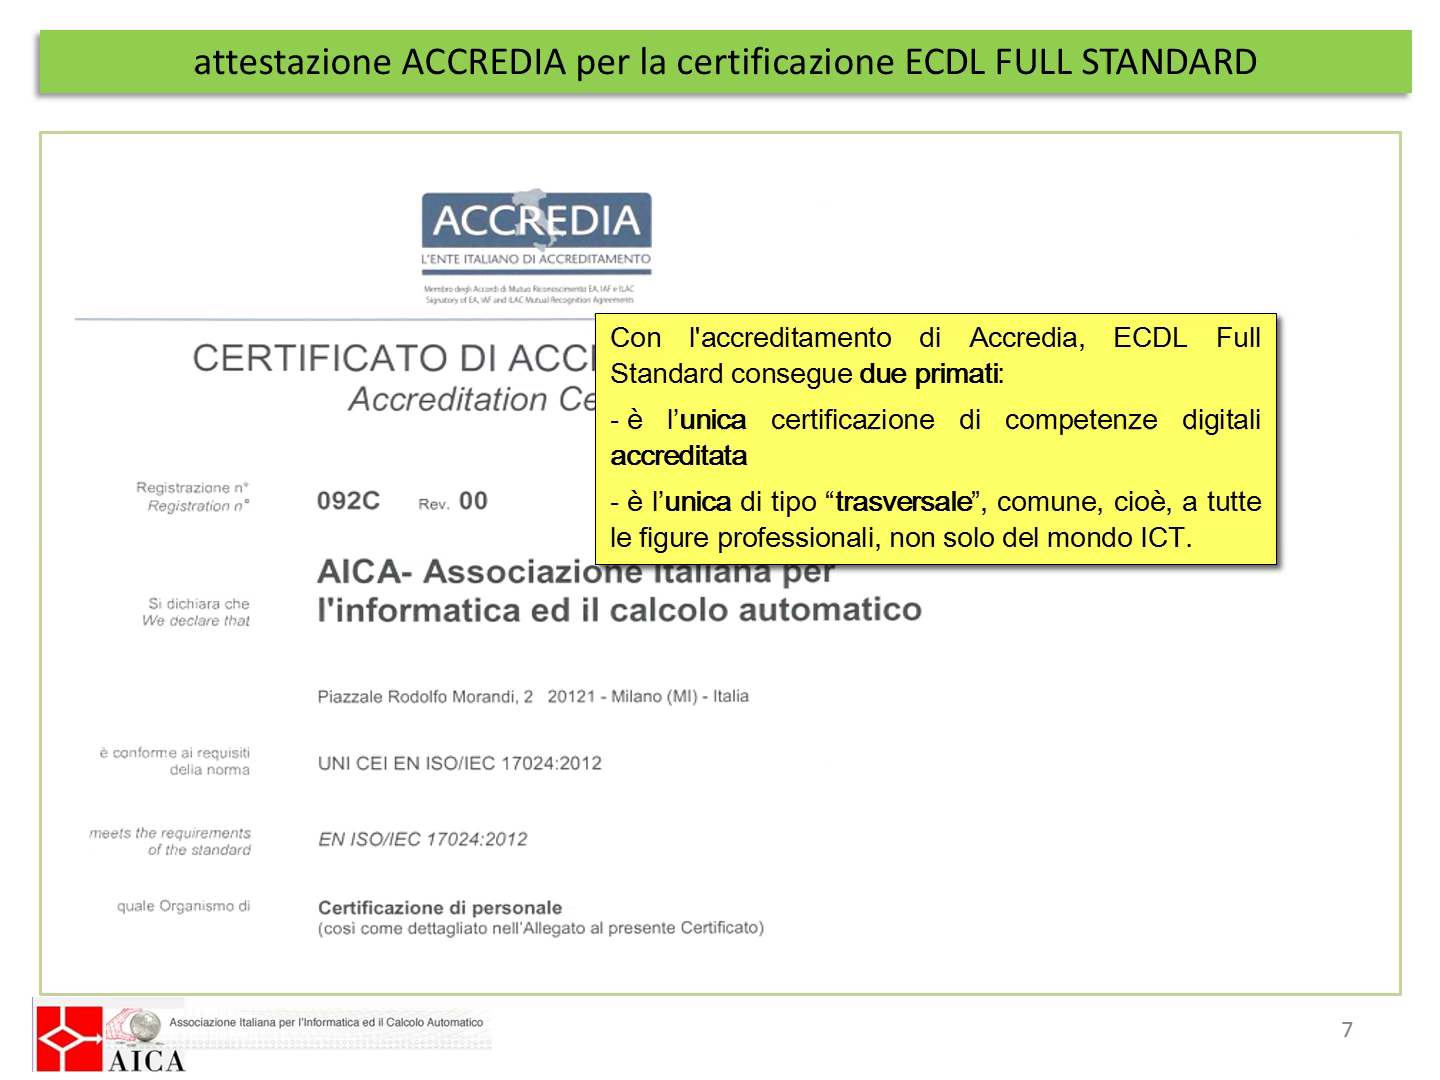 attestazione ACCREDIA per la certificazione ECDL FULL STANDARD
ACCREDIA
L'ENTE ITALIANO DI ACCREDITAMENTO
Membro degli Accordi di Mutuo Riconoscimento EA, IAF e ILAC
Signatory of EA, IAF and ILAC Mutual Recognition Agreements
CERTIFICATO DI ACC
Accreditation Ce
Con l'accreditamento di Accredia, ECDL Full
Standard consegue due primati:
- è l’unica certificazione di competenze digitali
accreditata
- è l’unica di tipo “trasversale”, comune, cioè, a tutte
le figure professionali, non solo del mondo ICT.
Registrazione n°
Registration n°
092C Rev. 00
Si dichiara che
We declare that
AICA- Associazione Italiana per
l'informatica ed il calcolo automatico
Piazzale Rodolfo Morandi, 2 20121 - Milano (MI) - Italia
è conforme ai requisiti
della norma
UNI CEI EN ISO/IEC 17024:2012
meets the requirements
of the standard
EN ISO/IEC 17024:2012
quale Organismo di
Certificazione di personale
(così come dettagliato nell'Allegato al presente Certificato)
Associazione Italiana per l'Informatica ed il Calcolo Automatico
AICA
7